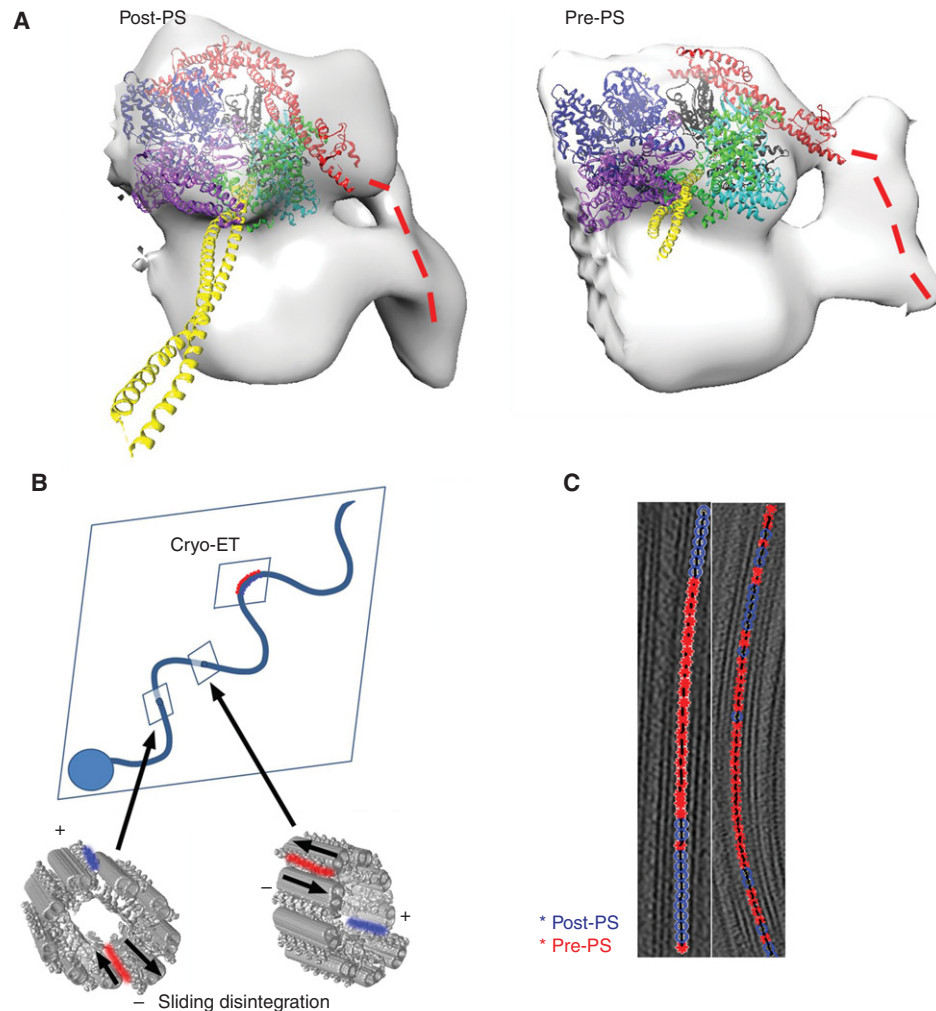 A
Post-PS
Pre-PS
B
Cryo-ET
+
−
+
− Sliding disintegration
C
* Post-PS
* Pre-PS